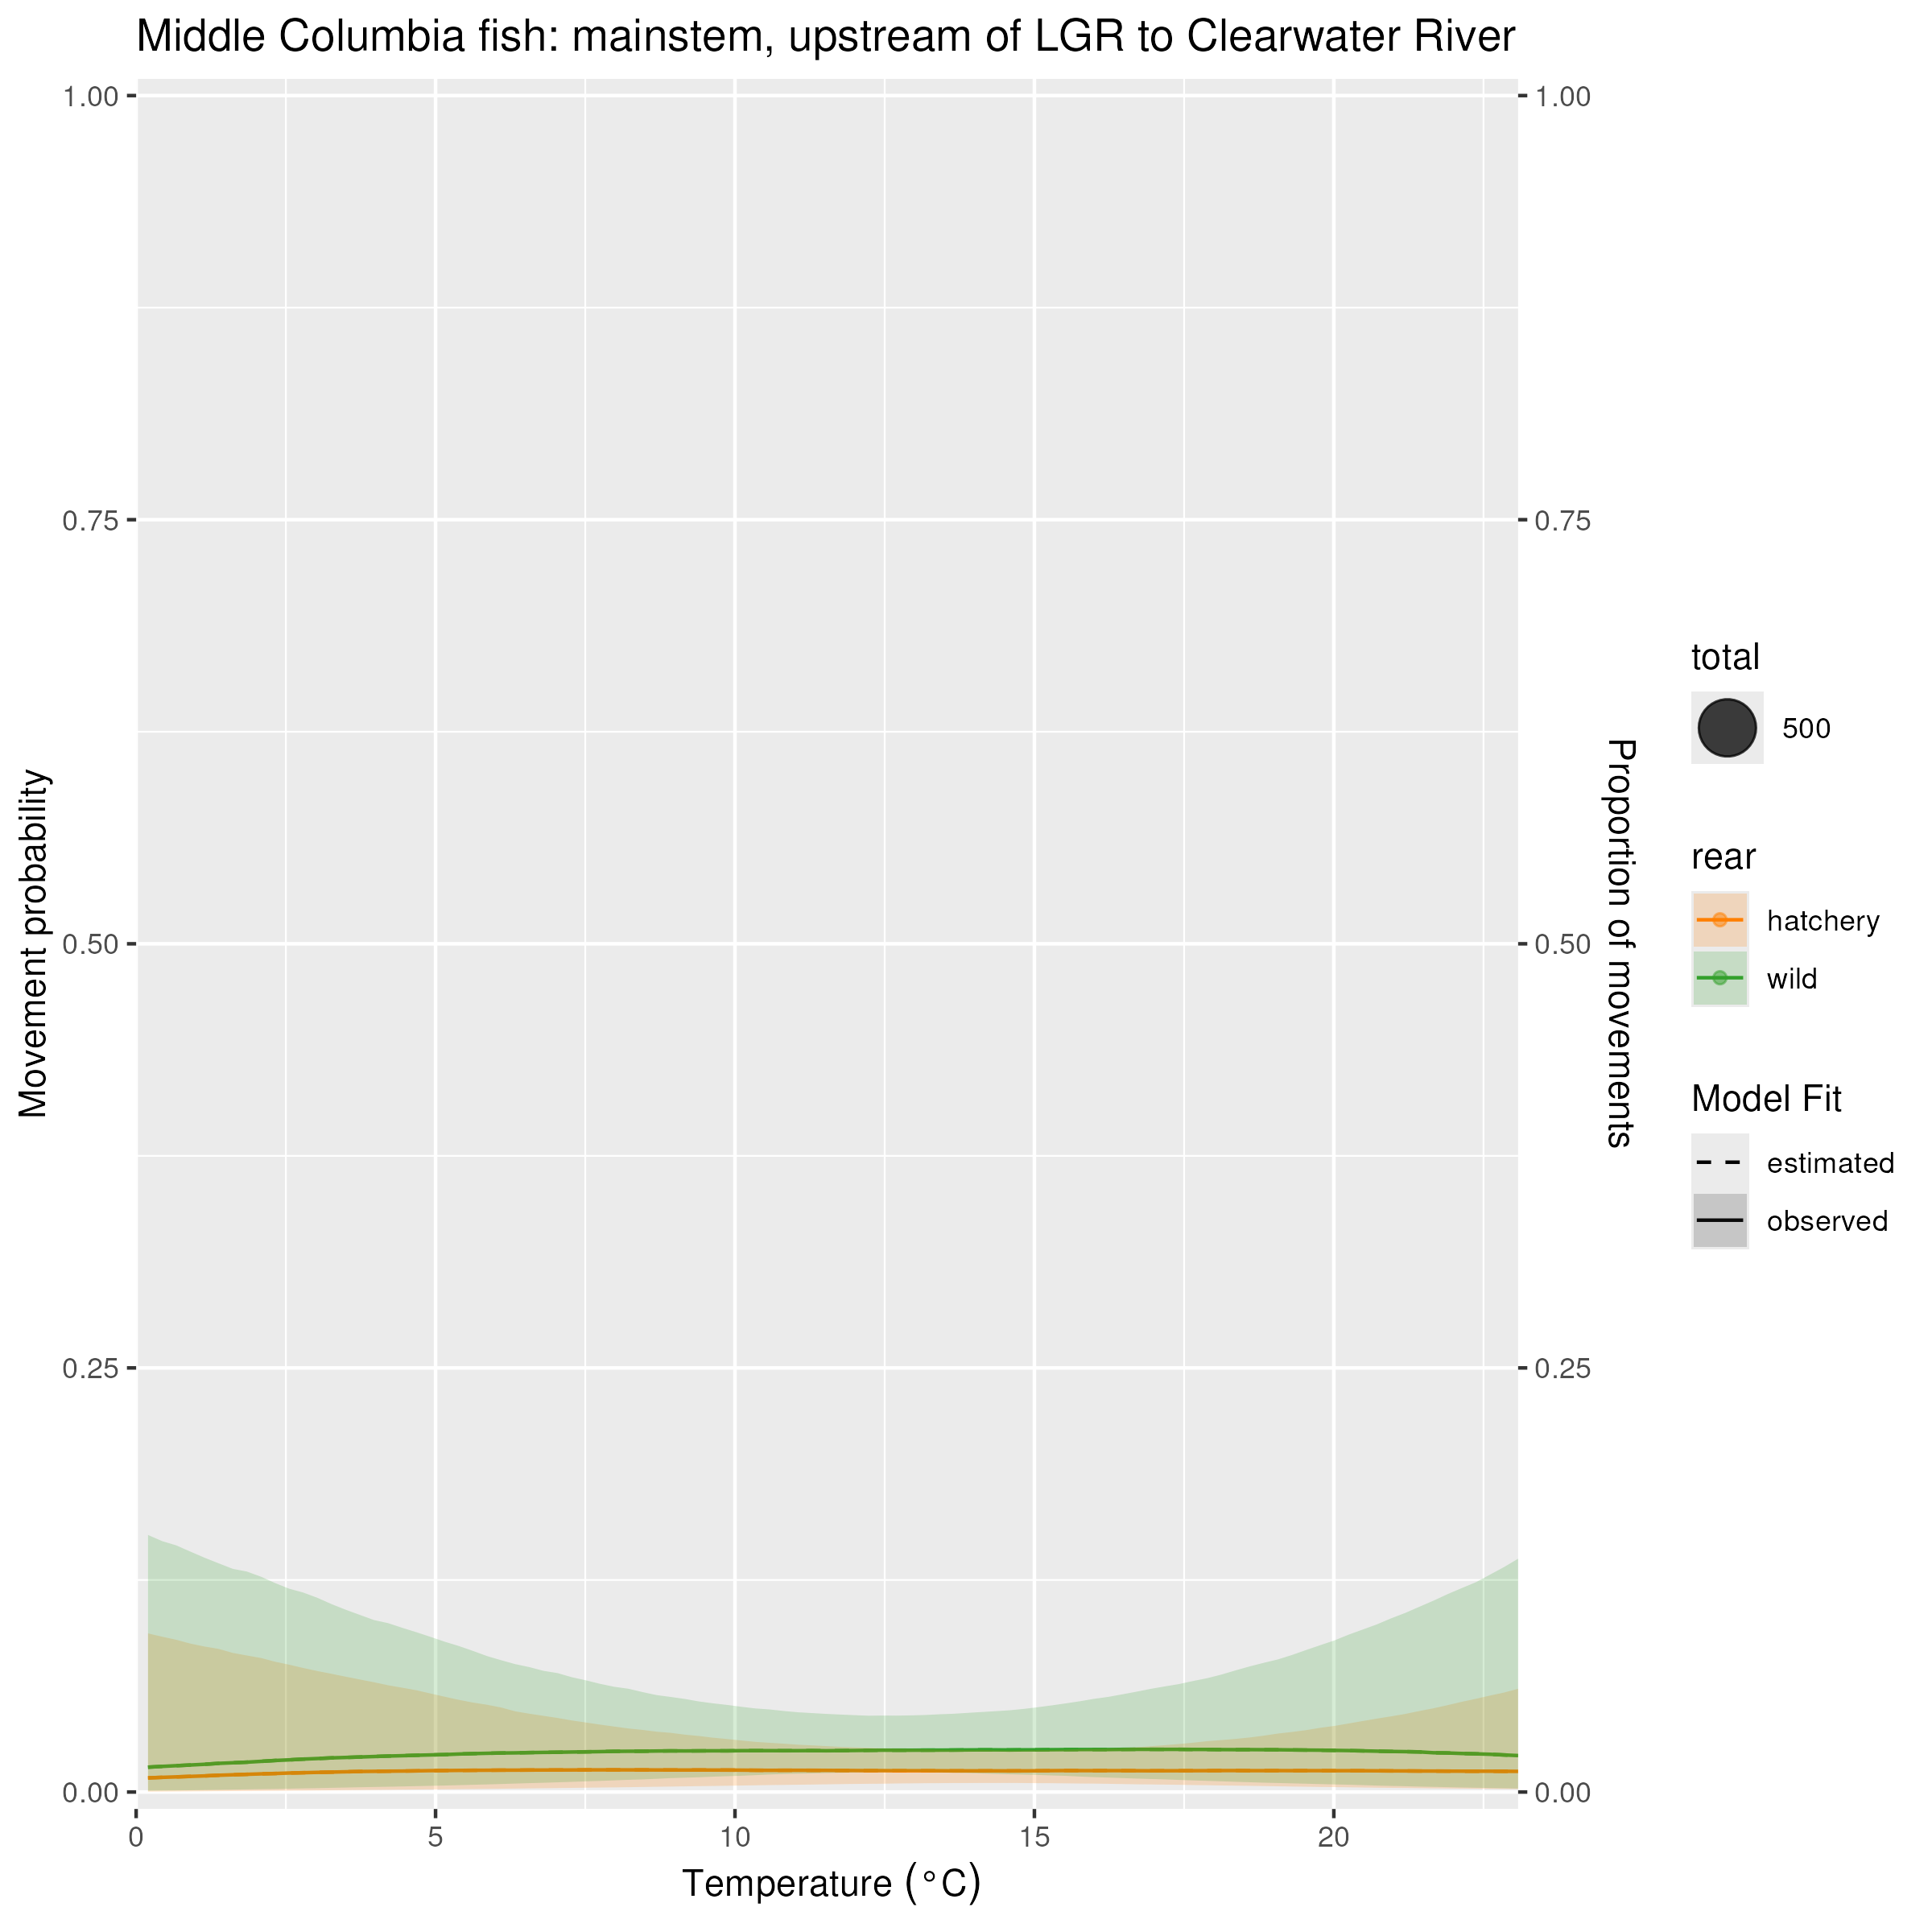 Middle Columbia fish: mainstem, upstream of LGR to Clearwater River
1.00
0.75
0.50
0.25
0.00
Movement probability
0
5
10
15
20
Temperature (°C)
1.00
0.75
0.50
0.25
0.00
Proportion of movements
total
500
rear
hatchery
wild
Model Fit
estimated
observed